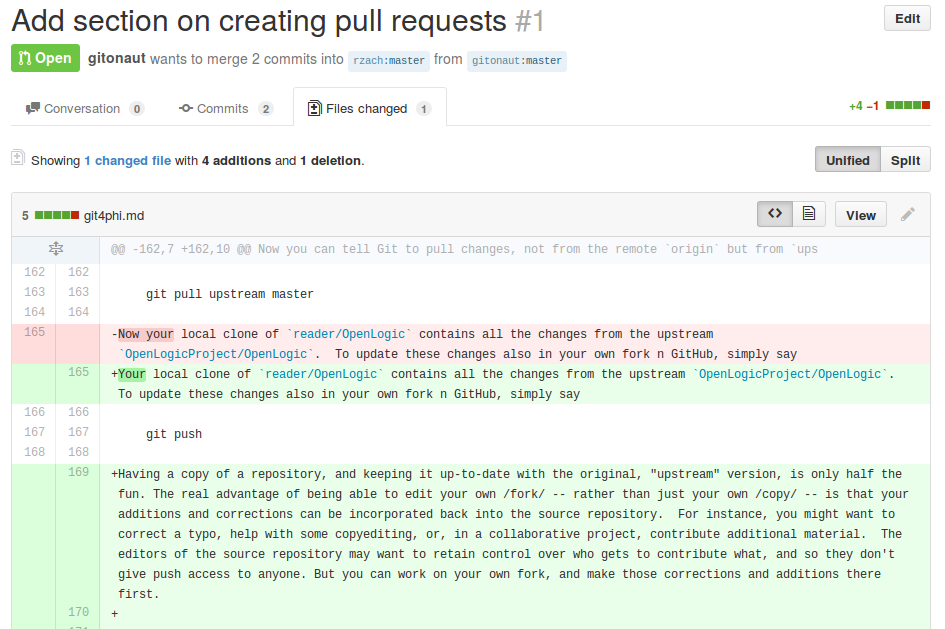 Add section on creating pull requests #1
Edit
Open gitonaut wants to merge 2 commits into rzach:master from gitonaut:master
Conversation 0 Commits 2 Files changed 1 +4 −1
Showing 1 changed file with 4 additions and 1 deletion.
Unified Split
5 git4phi.md <> View
@@ -162,7 +162,10 @@ Now you can tell Git to pull changes, not from the remote `origin` but from `ups
162 162
163 163 git pull upstream master
164 164
165 -Now your local clone of `reader/OpenLogic` contains all the changes from the upstream
`OpenLogicProject/OpenLogic`.  To update these changes also in your own fork n GitHub, simply say
165 +Your local clone of `reader/OpenLogic` contains all the changes from the upstream `OpenLogicProject/OpenLogic`.
To update these changes also in your own fork n GitHub, simply say
166 166
167 167 git push
168 168
169 +Having a copy of a repository, and keeping it up-to-date with the original, "upstream" version, is only half the
fun. The real advantage of being able to edit your own /fork/ -- rather than just your own /copy/ -- is that your
additions and corrections can be incorporated back into the source repository.  For instance, you might want to
correct a typo, help with some copyediting, or, in a collaborative project, contribute additional material.  The
editors of the source repository may want to retain control over who gets to contribute what, and so they don't
give push access to anyone. But you can work on your own fork, and make those corrections and additions there
first.
170 +